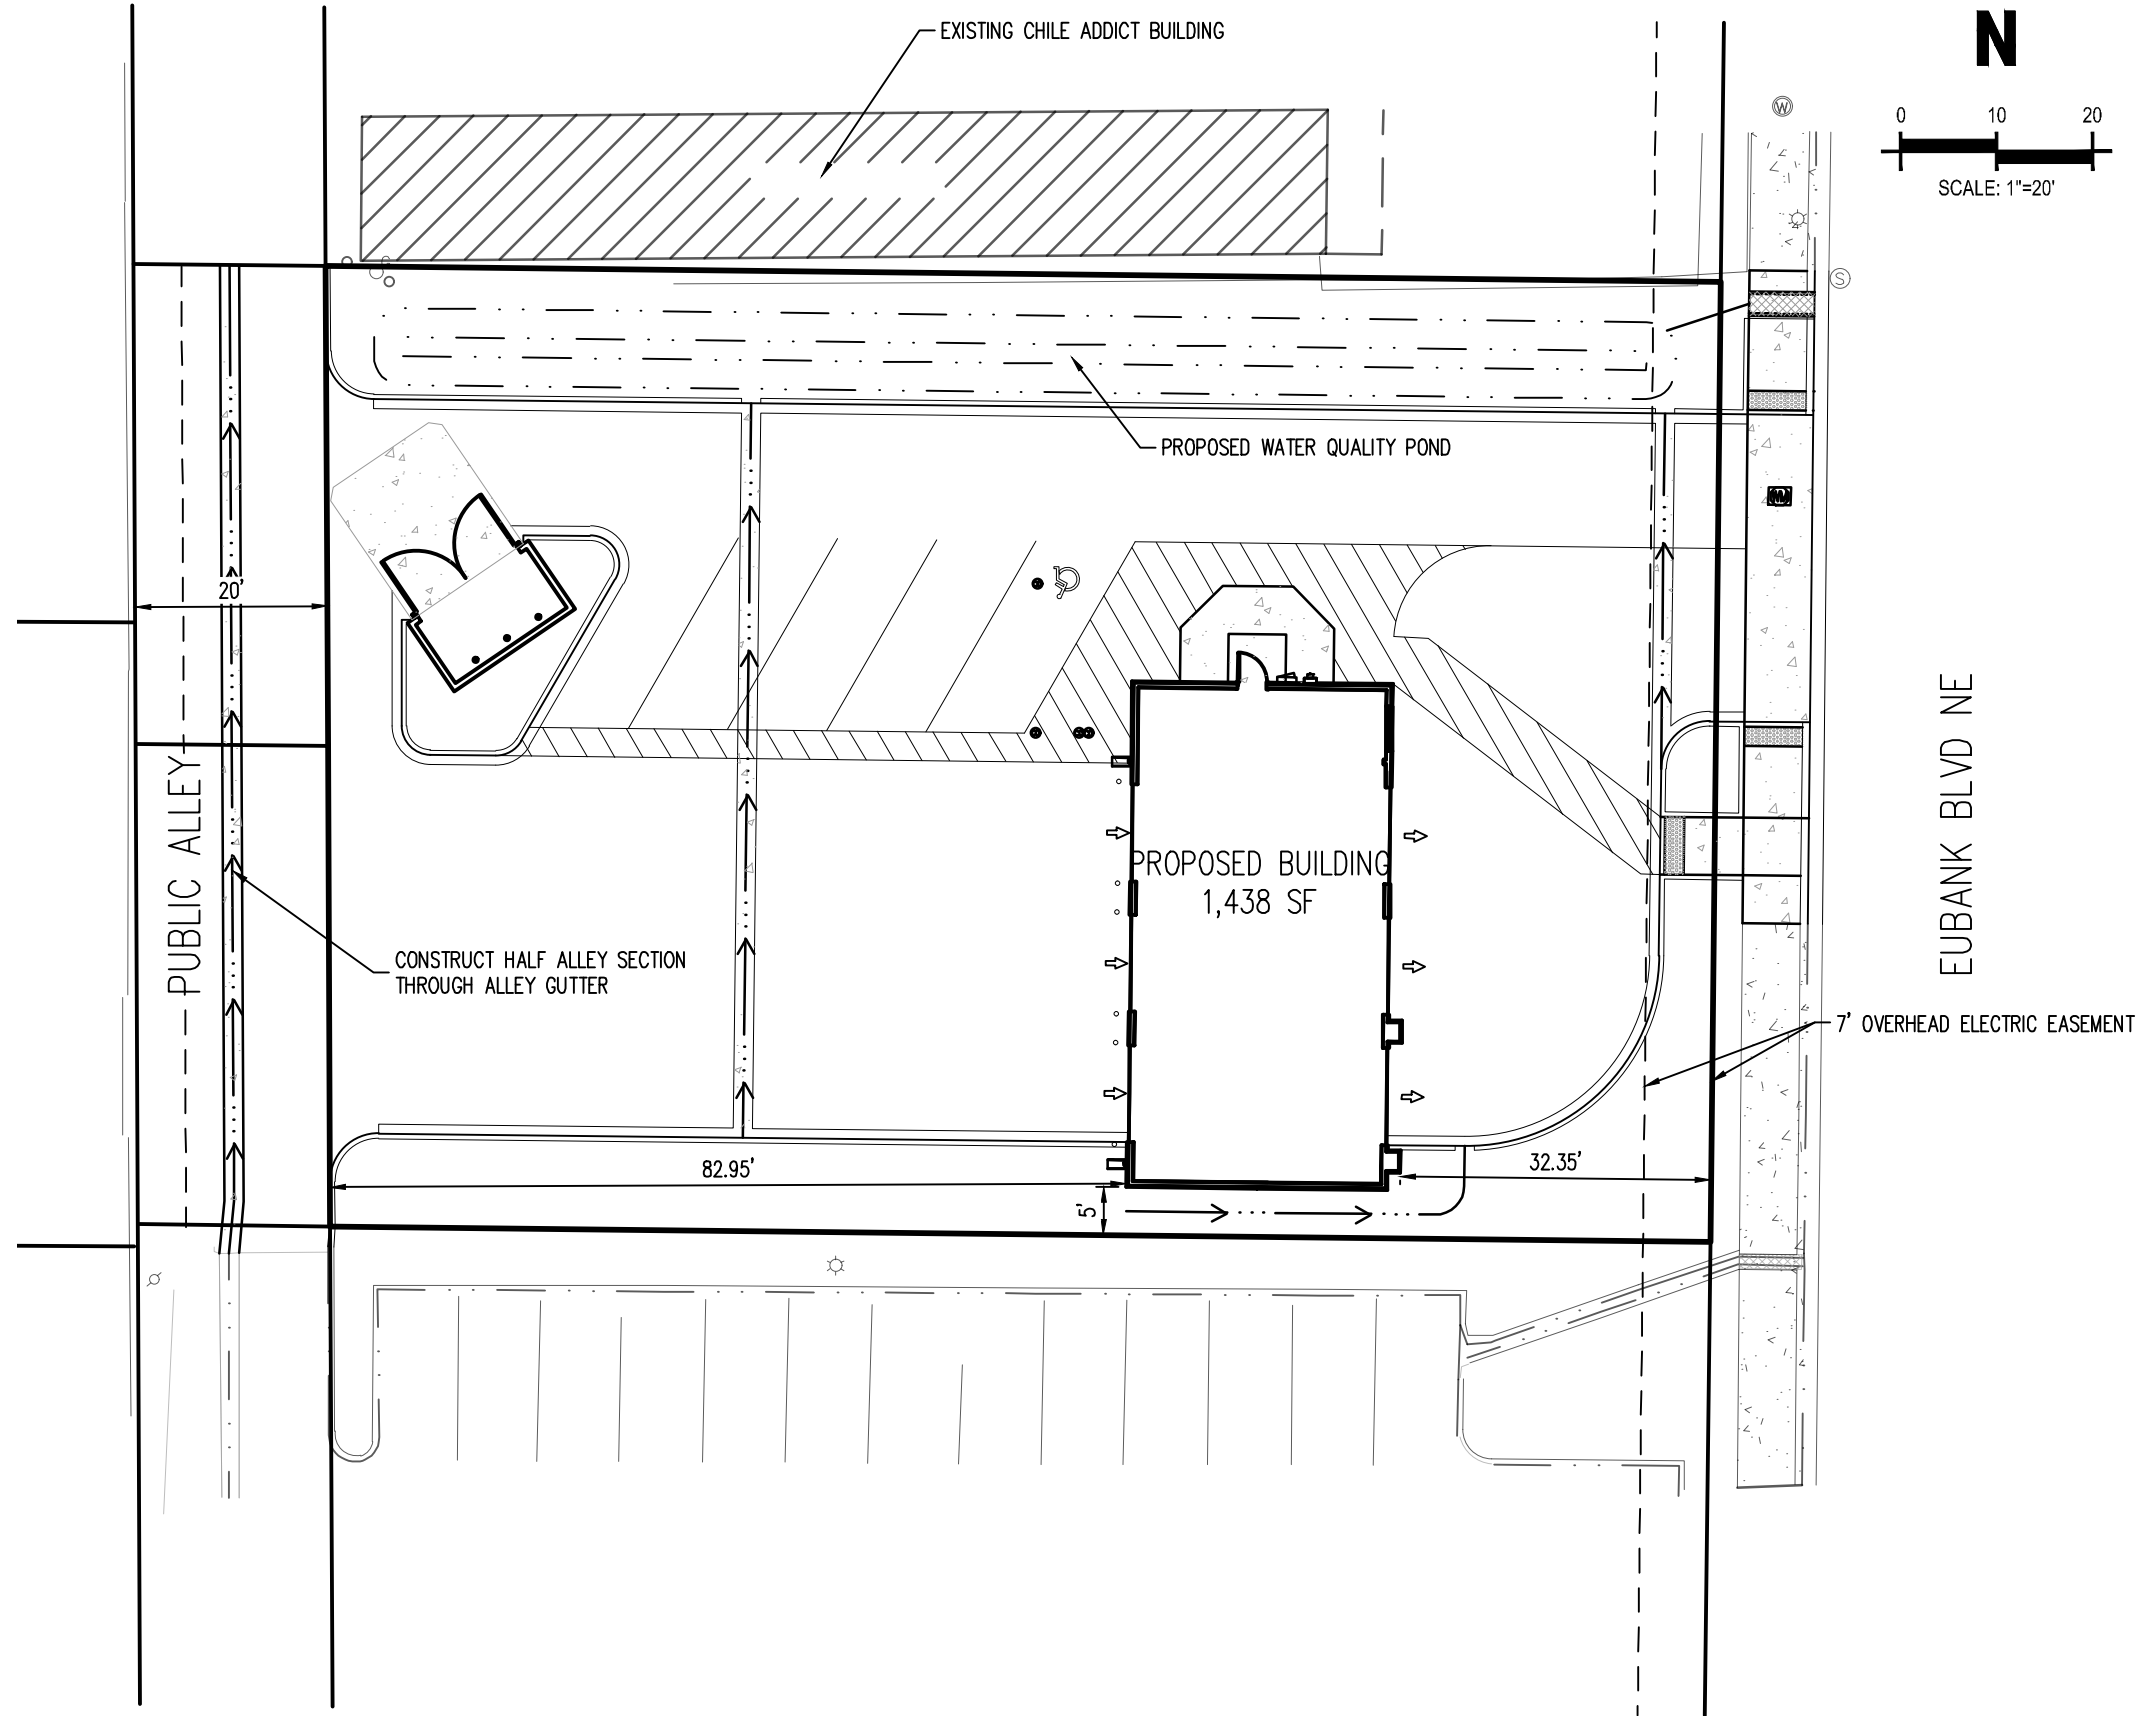 EXISTING CHILE ADDICT BUILDING
N
0 10 20
SCALE: 1"=20'
W
S
PROPOSED WATER QUALITY POND
20'
PUBLIC ALLEY
PROPOSED BUILDING
1,438 SF
EUBANK BLVD NE
CONSTRUCT HALF ALLEY SECTION
THROUGH ALLEY GUTTER
7' OVERHEAD ELECTRIC EASEMENT
82.95'
32.35'
5'